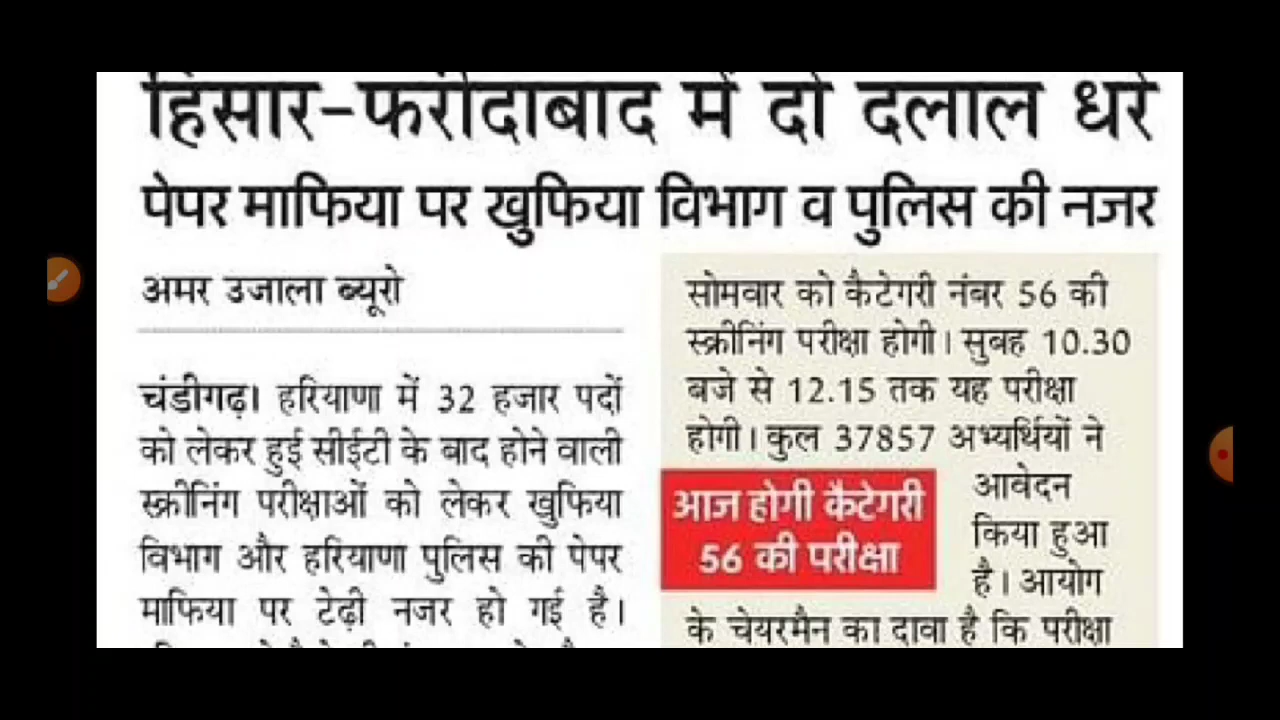 हिसार-फरीदाबाद में दो दलाल धरे
पेपर माफिया पर खुफिया विभाग व पुलिस की नजर
अमर उजाला ब्यूरो
चंडीगढ़। हरियाणा में 32 हजार पदों
को लेकर हुई सीईटी के बाद होने वाली
स्क्रीनिंग परीक्षाओं को लेकर खुफिया
विभाग और हरियाणा पुलिस की पेपर
माफिया पर टेढ़ी नजर हो गई है।
सोमवार को कैटेगरी नंबर 56 की
स्क्रीनिंग परीक्षा होगी। सुबह 10.30
बजे से 12.15 तक यह परीक्षा
होगी। कुल 37857 अभ्यर्थियों ने
आवेदन
किया हुआ
है। आयोग
के चेयरमैन का दावा है कि परीक्षा
आज होगी कैटेगरी
56 की परीक्षा